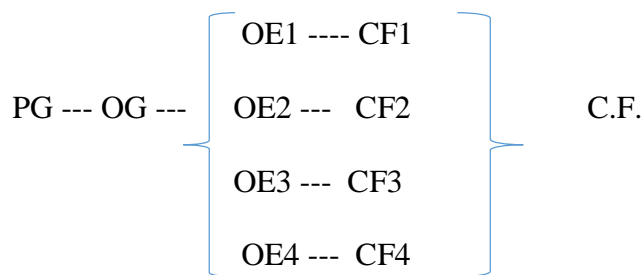 OE1 ---- CF1
PG --- OG --- OE2 --- CF2 C.F.
OE3 --- CF3
OE4 --- CF4